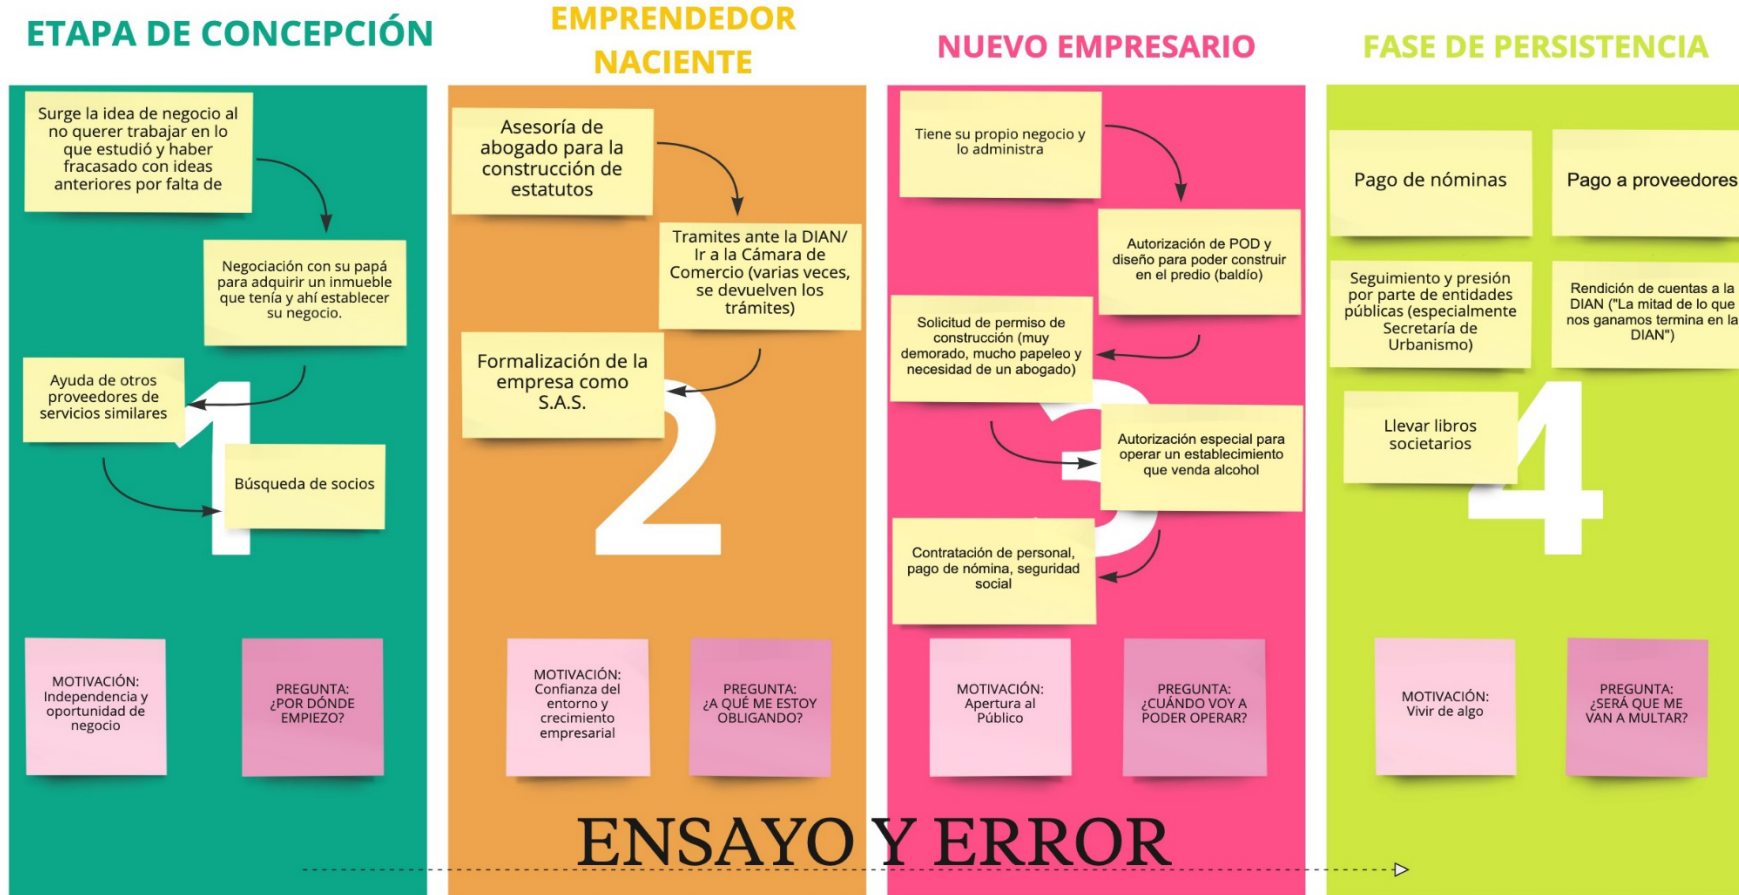 ETAPA DE CONCEPCIÓN
Surge la idea de negocio al
no querer trabajar en lo
que estudió y haber
fracasado con ideas
anteriores por falta de
Negociación con su papá
para adquirir un inmueble
que tenía y ahí establecer
su negocio.
Ayuda de otros
proveedores de
servicios similares
1
Búsqueda de socios
MOTIVACIÓN:
Independencia y
oportunidad de
negocio
PREGUNTA:
¿POR DÓNDE
EMPIEZO?
EMPRENDEDOR
NACIENTE
Asesoría de
abogado para la
construcción de
estatutos
Tramites ante la DIAN/
Ir a la Cámara de
Comercio (varias veces,
se devuelven los
trámites)
Formalización de la
empresa como
S.A.S.
2
MOTIVACIÓN:
Confianza del
entorno y
crecimiento
empresarial
PREGUNTA:
¿A QUÉ ME ESTOY
OBLIGANDO?
NUEVO EMPRESARIO
Tiene su propio negocio y
lo administra
Autorización de POD y
diseño para poder construir
en el predio (baldío)
Solicitud de permiso de
construcción (muy
demorado, mucho papeleo y
necesidad de un abogado)
3
Autorización especial para
operar un establecimiento
que venda alcohol
Contratación de personal,
pago de nómina, seguridad
social
MOTIVACIÓN:
Apertura al
Público
PREGUNTA:
¿CUÁNDO VOY A
PODER OPERAR?
FASE DE PERSISTENCIA
Pago de nóminas
Pago a proveedores
Seguimiento y presión
por parte de entidades
públicas (especialmente
Secretaría de
Urbanismo)
Rendición de cuentas a la
DIAN ("La mitad de lo que
nos ganamos termina en la
DIAN")
Llevar libros
societarios
4
MOTIVACIÓN:
Vivir de algo
PREGUNTA:
¿SERÁ QUE ME
VAN A MULTAR?
ENSAYO Y ERROR